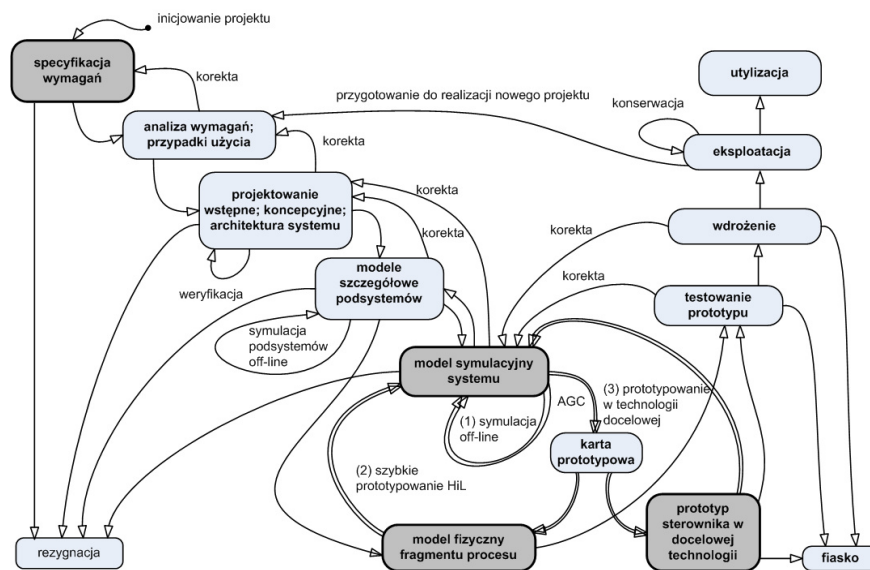 inicjowanie projektu
specyfikacja
wymagań
korekta
utylizacja
przygotowanie do realizacji nowego projektu
konserwacja
analiza wymagań;
przypadki użycia
korekta
eksploatacja
projektowanie
wstępne; koncepcyjne;
architektura systemu
korekta
wdrożenie
korekta
korekta
weryfikacja
modele
szczegółowe
podsystemów
korekta
testowanie
prototypu
symulacja
podsystemów
off-line
model symulacyjny
systemu
AGC
(3) prototypowanie
w technologii
docelowej
(1) symulacja
off-line
karta
prototypowa
(2) szybkie
prototypowanie HiL
prototyp
sterownika w
docelowej
technologii
model fizyczny
fragmentu procesu
rezygnacja
fiasko